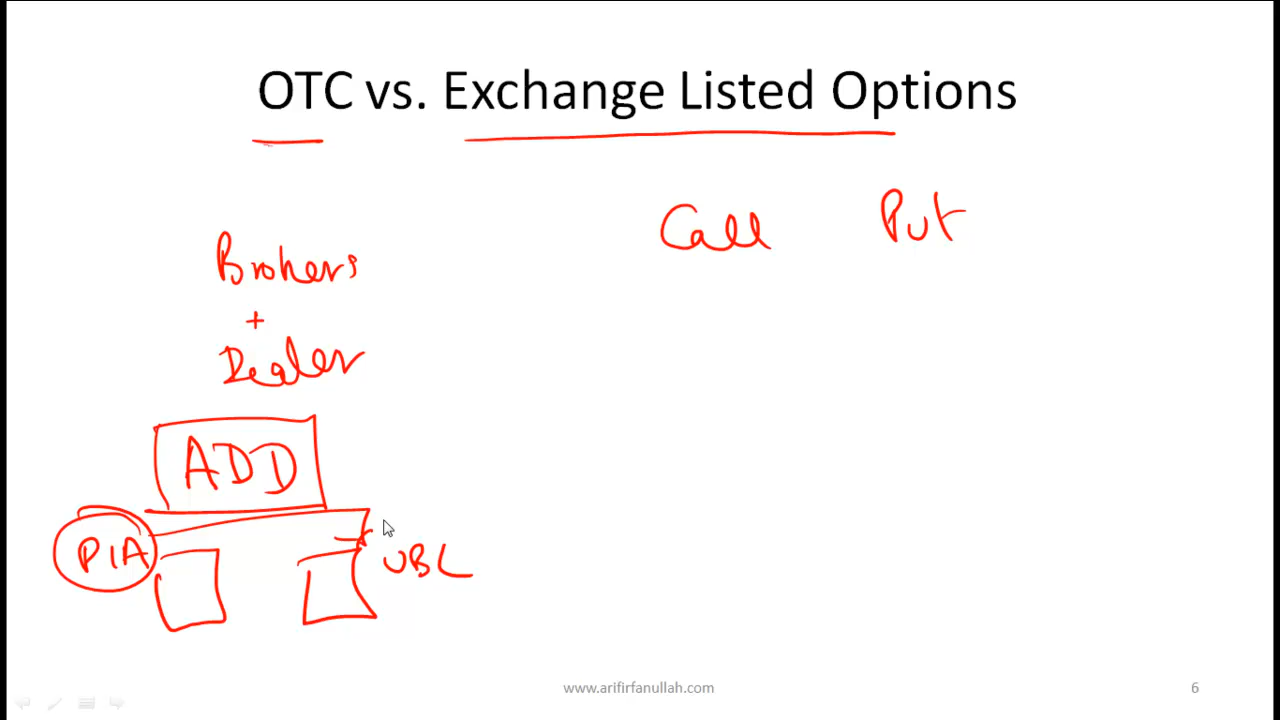 OTC vs. Exchange Listed Options
Call Put
Brokers
+
Dealer
ADD
PIA
UBL
www.arifirfanullah.com
6